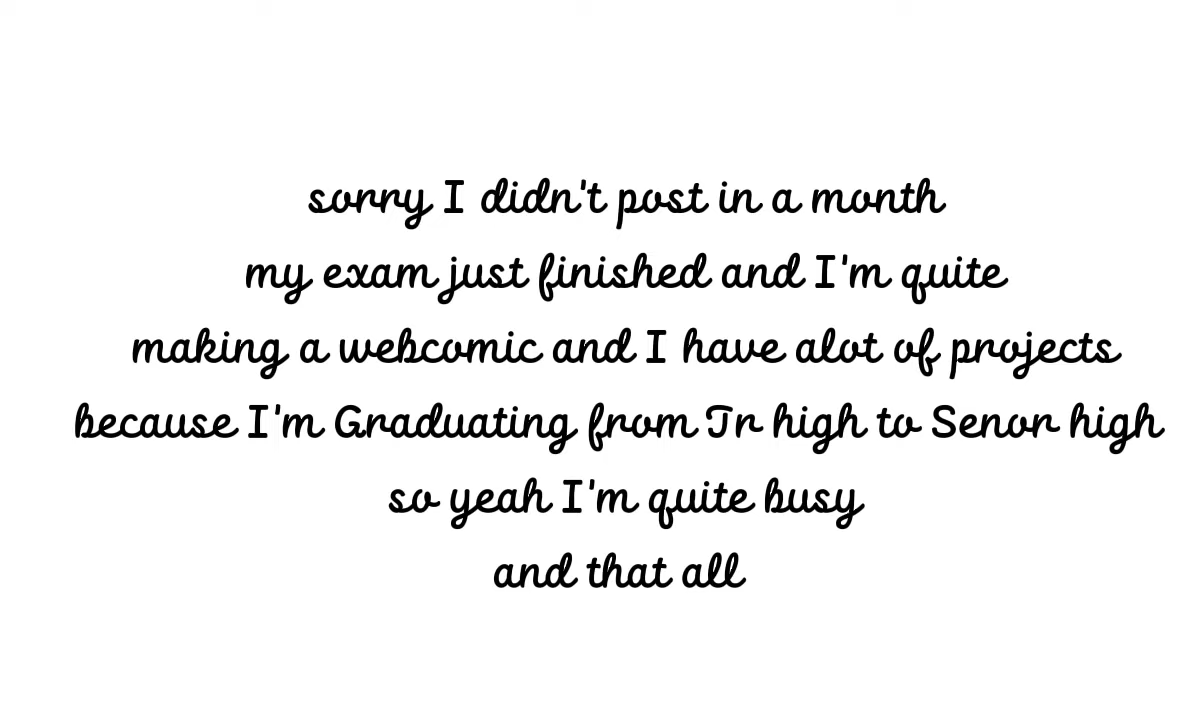 sorry I didn't post in a month
my exam just finished and I'm quite
making a webcomic and I have alot of projects
because I'm Graduating from Jr high to Senor high
so yeah I'm quite busy
and that all